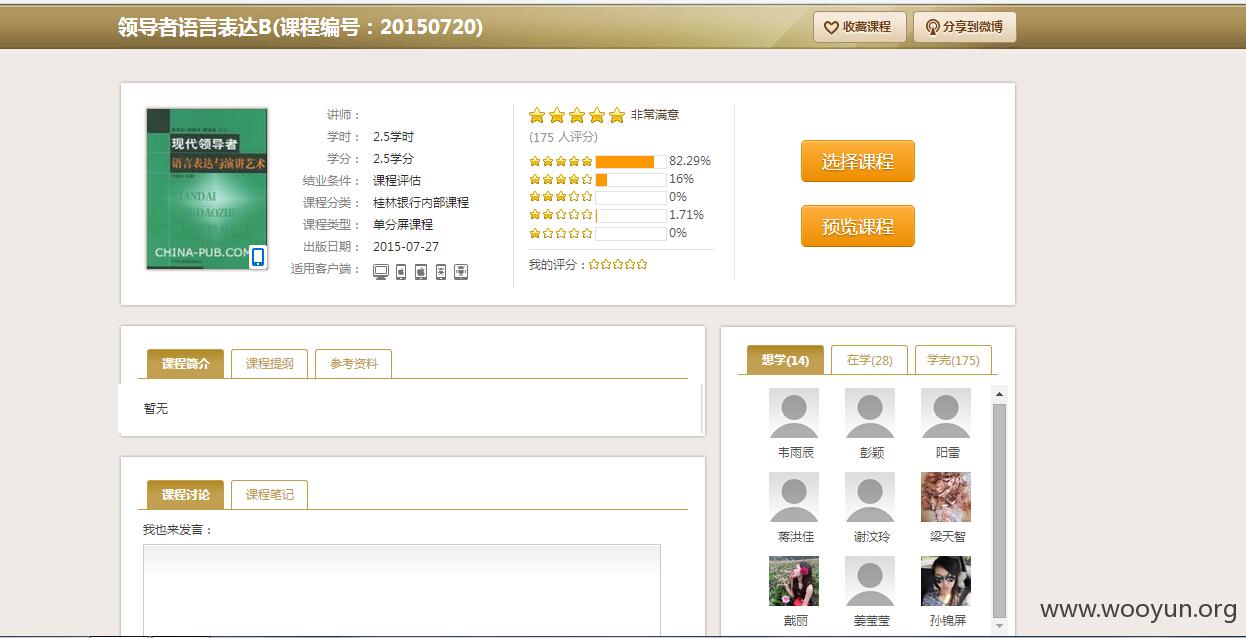 领导者语言表达B(课程编号：20150720)
收藏课程
分享到微博
现代领导者
语言表达与演讲艺术
CHINA-PUB.COM
讲师：
学时： 2.5学时
学分： 2.5学分
结业条件： 课程评估
课程分类： 桂林银行内部课程
课程类型： 单分屏课程
出版日期： 2015-07-27
适用客户端：
非常满意
(175 人评分)
82.29%
16%
0%
1.71%
0%
我的评分：
选择课程
预览课程
课程简介 课程提纲 参考资料
暂无
课程讨论 课程笔记
我也来发言：
想学(14) 在学(28) 学完(175)
韦雨辰 彭颖 阳雷
蒋洪佳 谢汶玲 梁天智
戴丽 姜莹莹 孙锦屏
www.wooyun.org